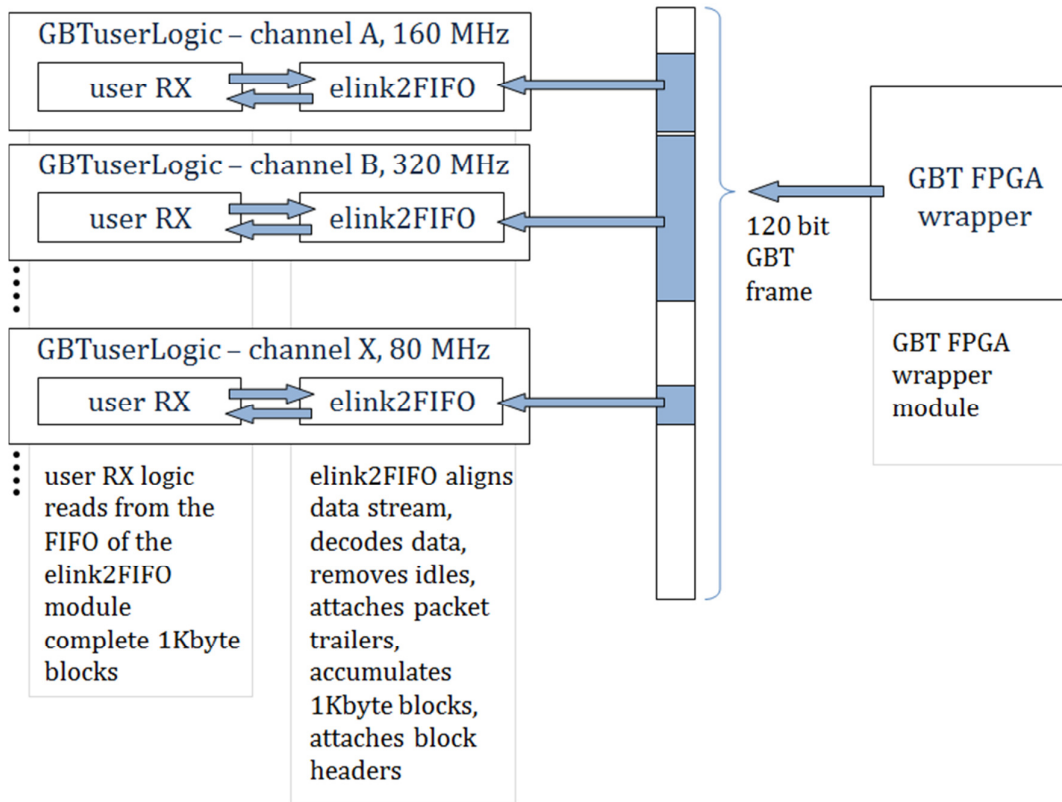 GBTuserLogic – channel A, 160 MHz
user RX
elink2FIFO
GBTuserLogic – channel B, 320 MHz
user RX
elink2FIFO
GBTuserLogic – channel X, 80 MHz
user RX
elink2FIFO
user RX logic
reads from the
FIFO of the
elink2FIFO
module
complete 1Kbyte
blocks
elink2FIFO aligns
data stream,
decodes data,
removes idles,
attaches packet
trailers,
accumulates
1Kbyte blocks,
attaches block
headers
120 bit
GBT
frame
GBT FPGA
wrapper
GBT FPGA
wrapper
module